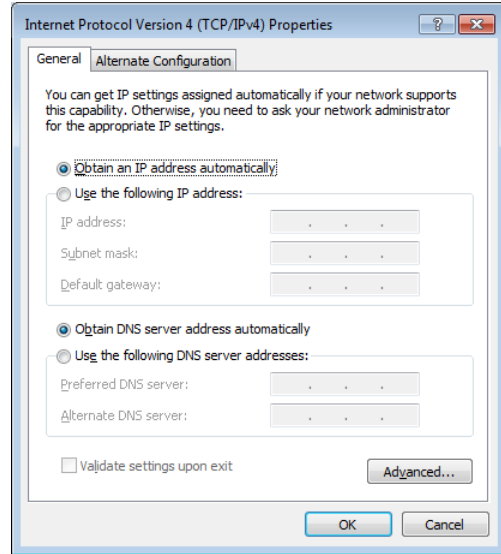 Internet Protocol Version 4 (TCP/IPv4) Properties
General
Alternate Configuration
You can get IP settings assigned automatically if your network supports
this capability. Otherwise, you need to ask your network administrator
for the appropriate IP settings.
Obtain an IP address automatically
Use the following IP address:
IP address:
Subnet mask:
Default gateway:
Obtain DNS server address automatically
Use the following DNS server addresses:
Preferred DNS server:
Alternate DNS server:
Validate settings upon exit
Advanced...
OK
Cancel